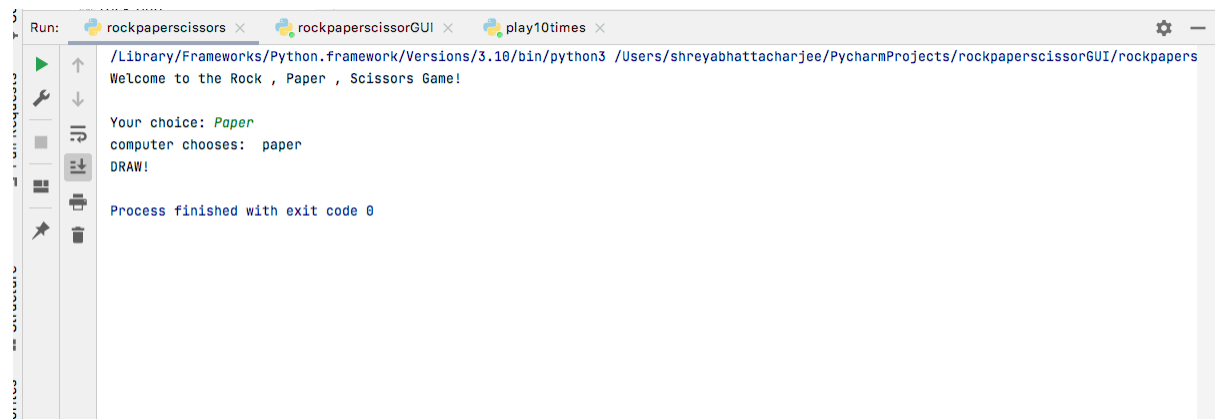 Run: rockpaperscissors rockpaperscissorGUI play10times
/Library/Frameworks/Python.framework/Versions/3.10/bin/python3 /Users/shreyabhattacharjee/PycharmProjects/rockpaperscissorGUI/rockpapers
Welcome to the Rock , Paper , Scissors Game!
Your choice: Paper
computer chooses:  paper
DRAW!
Process finished with exit code 0